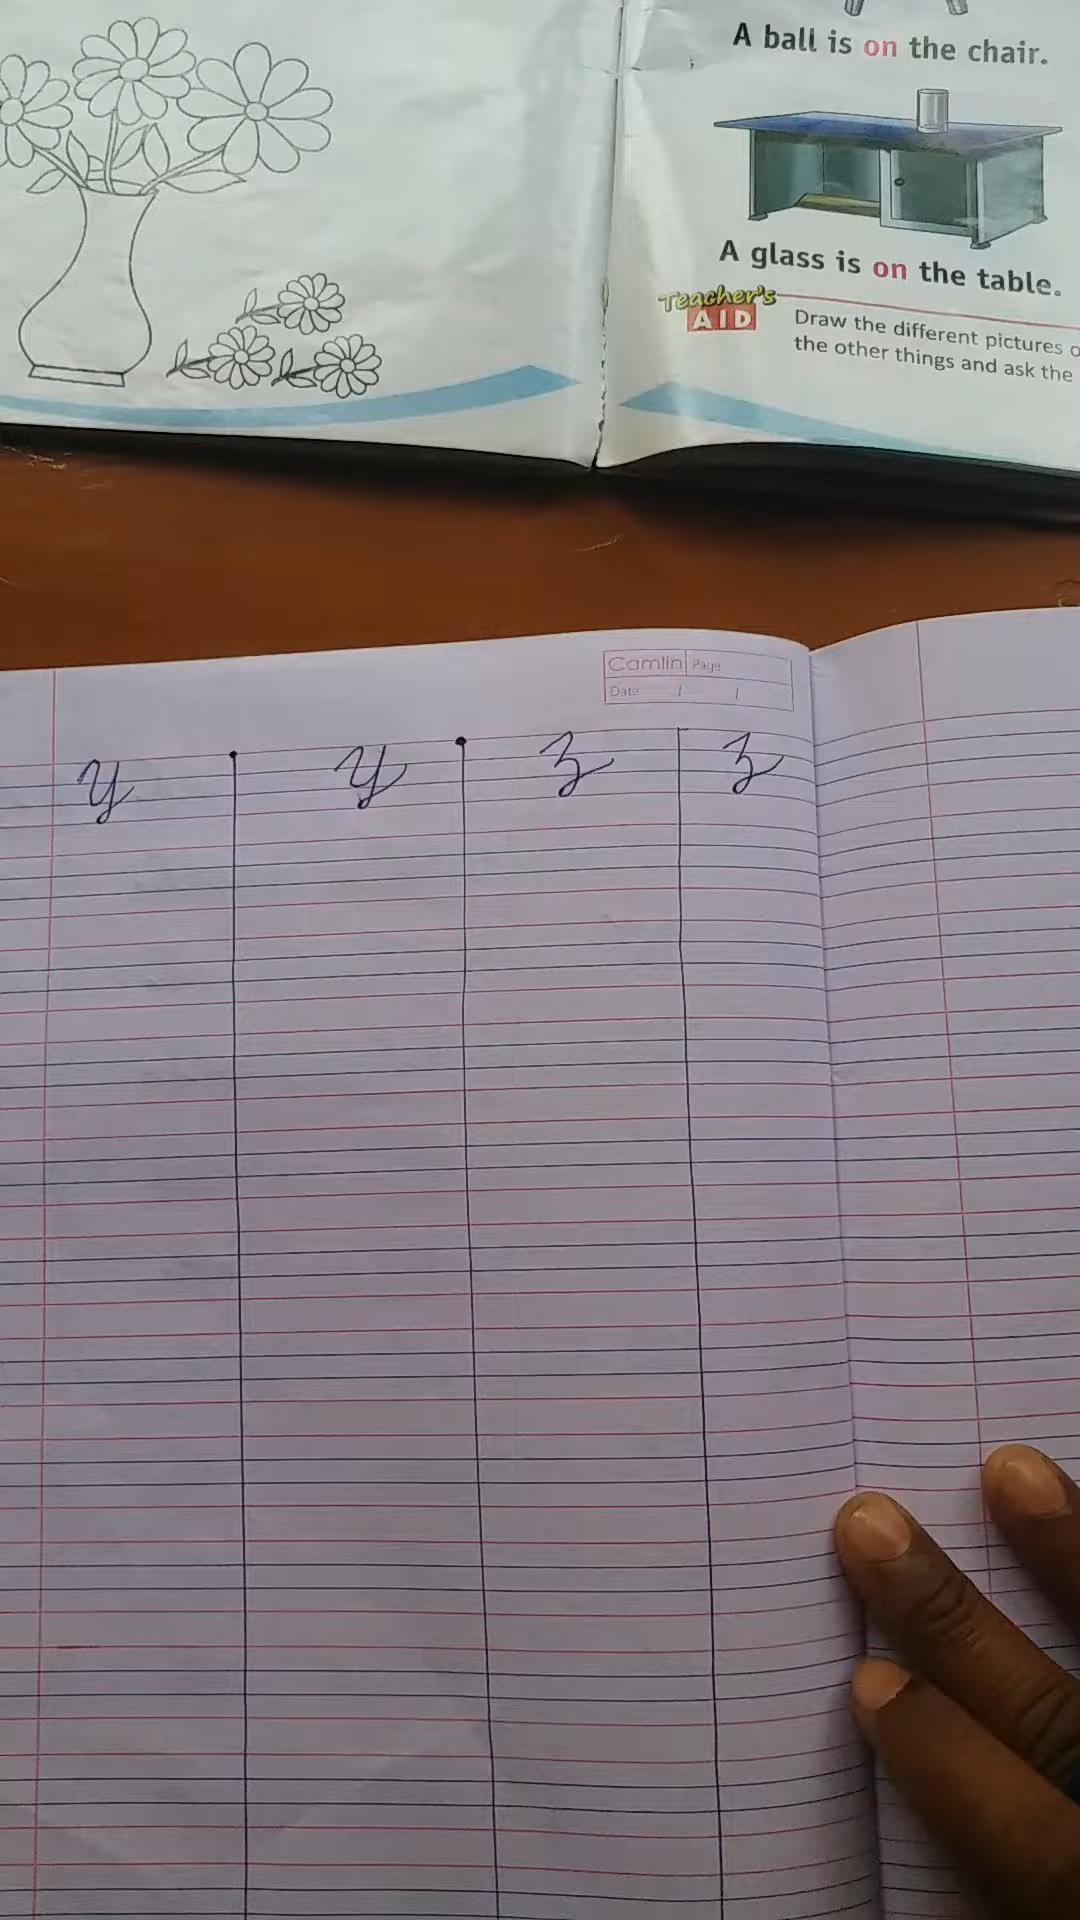 A ball is on the chair.
A glass is on the table.
Teacher's
AID
Draw the different pictures
the other things and ask the
Camlin Page
Date / /
y y z z